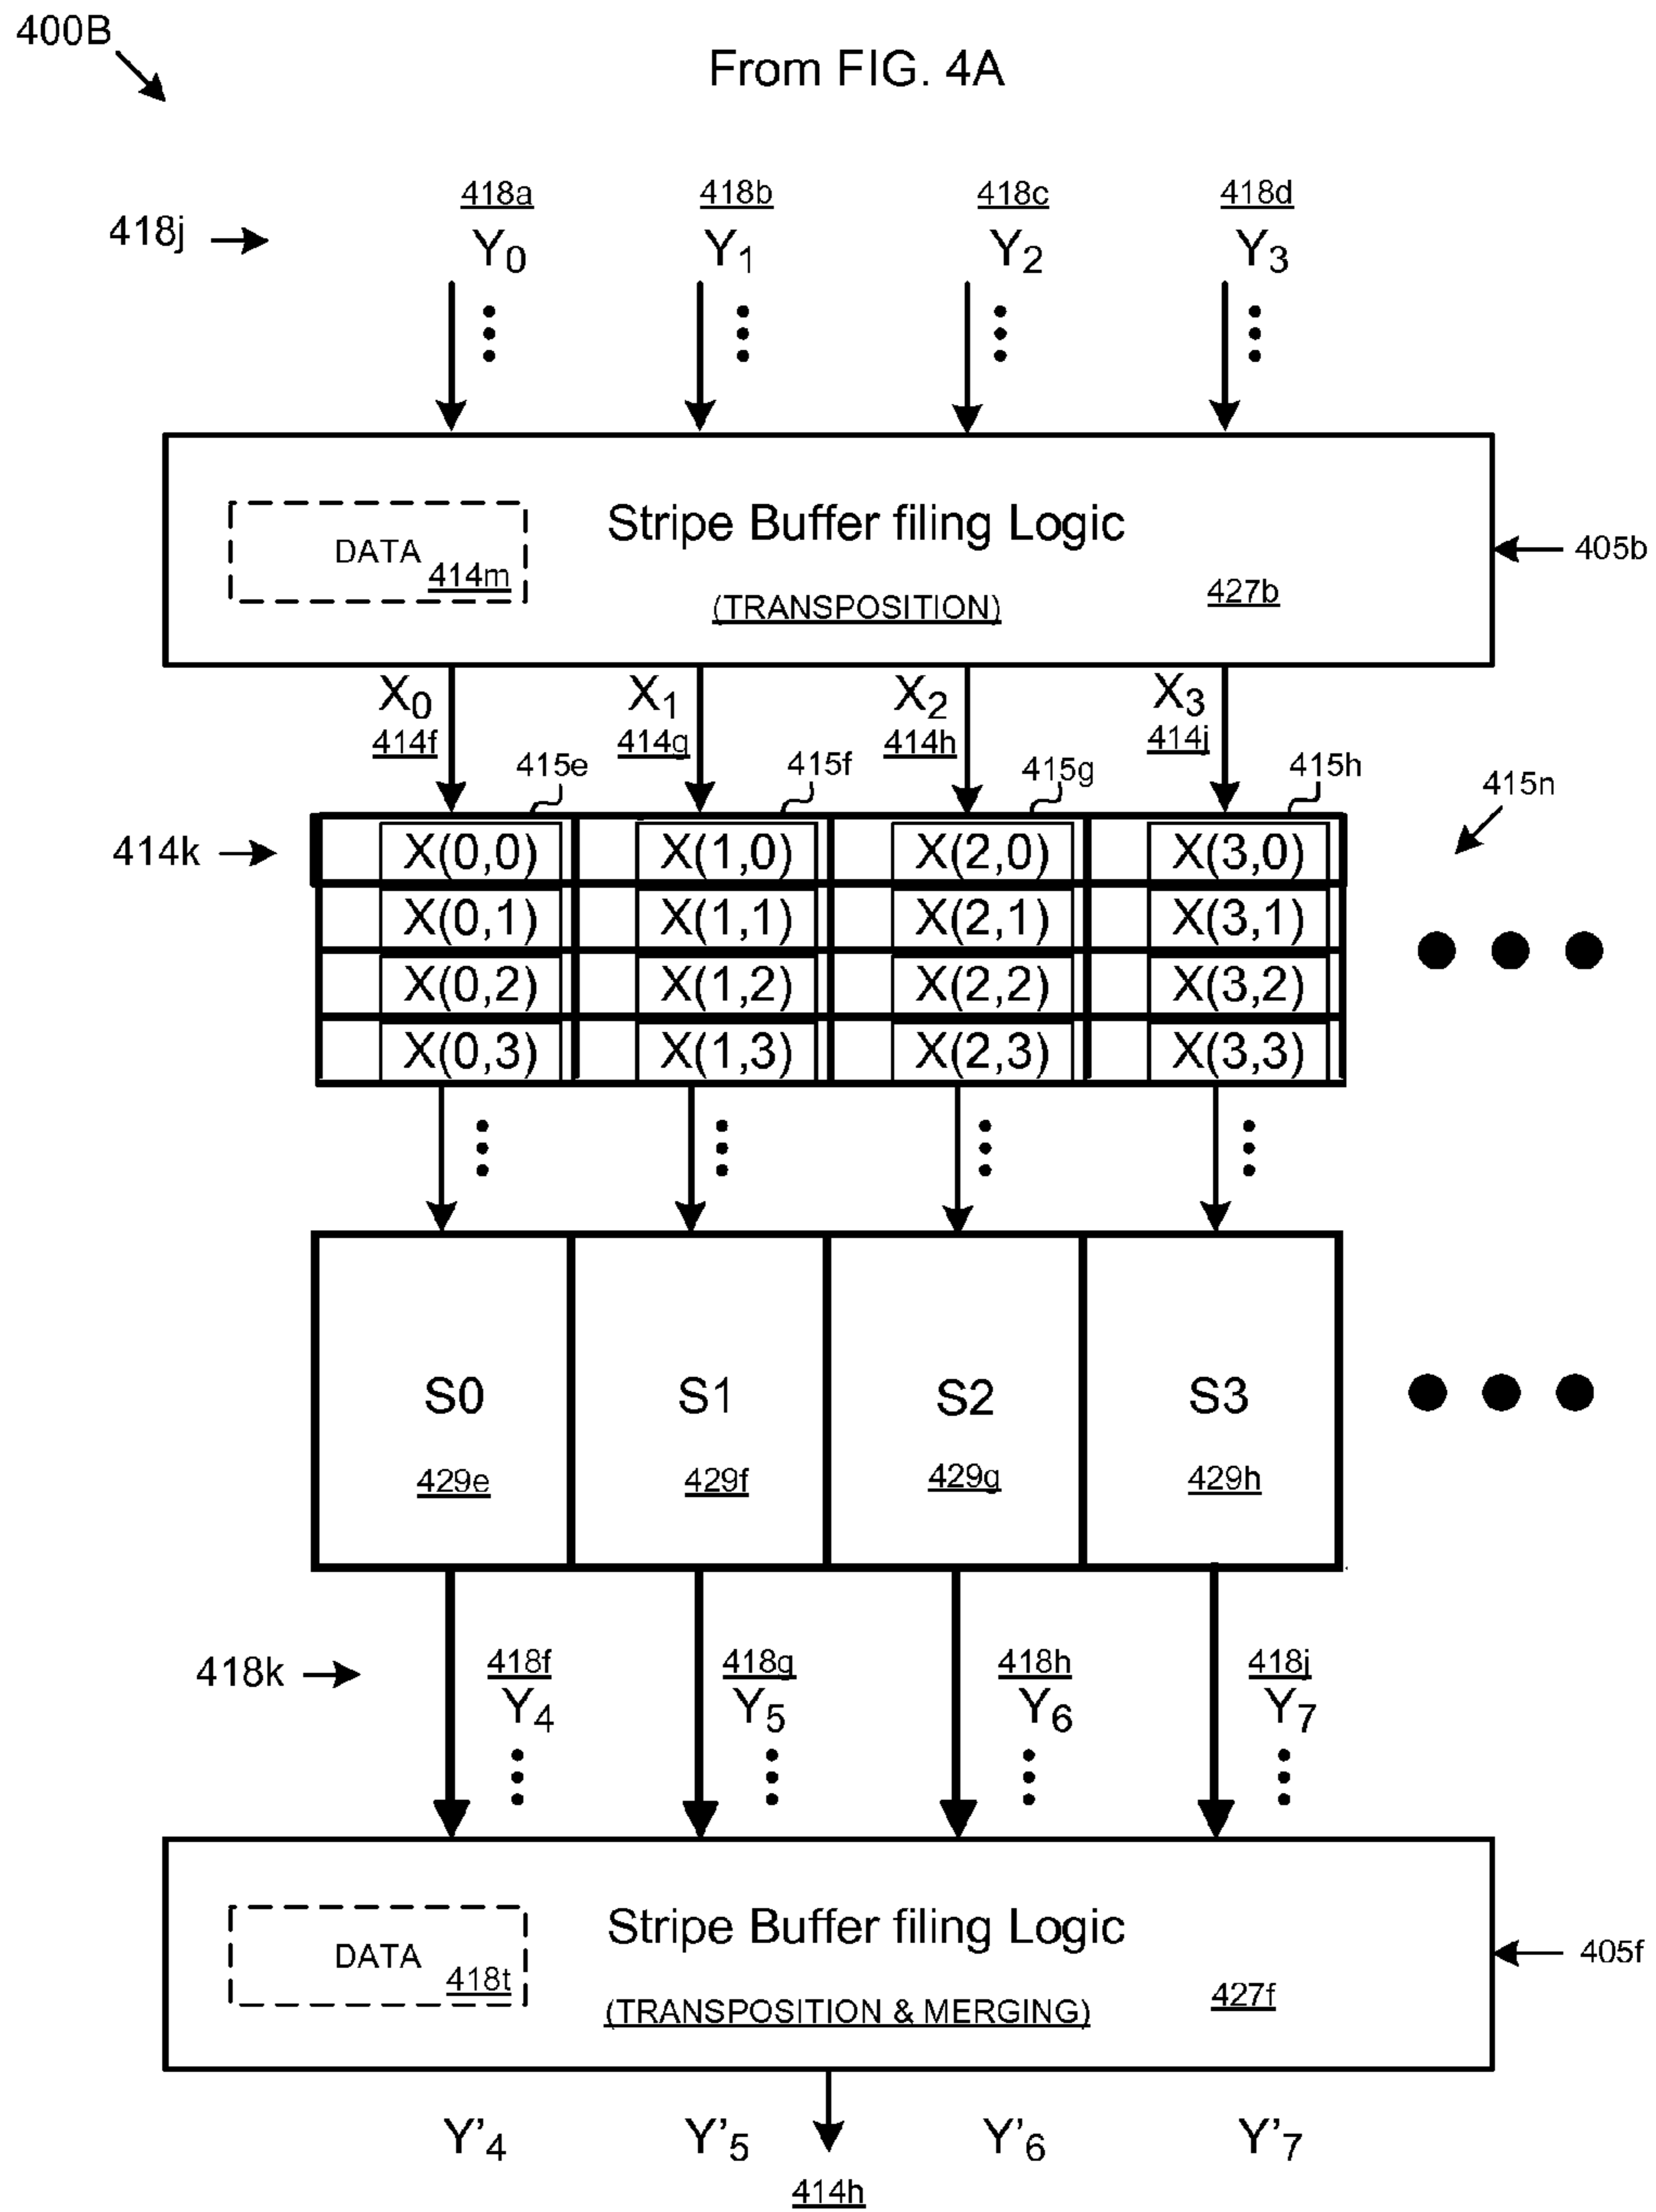 400B
From FIG. 4A
418a 418b 418c 418d
418j
Y0 Y1 Y2 Y3
Stripe Buffer filing Logic
DATA
414m
(TRANSPOSITION)
427b
405b
X0 X1 X2 X3
414f 414g 414h 414j
415e 415f 415g 415h
415n
414k
X(0,0) X(1,0) X(2,0) X(3,0)
X(0,1) X(1,1) X(2,1) X(3,1)
X(0,2) X(1,2) X(2,2) X(3,2)
X(0,3) X(1,3) X(2,3) X(3,3)
S0 S1 S2 S3
429e 429f 429g 429h
418k
418f 418g 418h 418j
Y4 Y5 Y6 Y7
Stripe Buffer filing Logic
DATA
418t
(TRANSPOSITION & MERGING)
427f
405f
Y’4 Y’5 Y’6 Y’7
414h